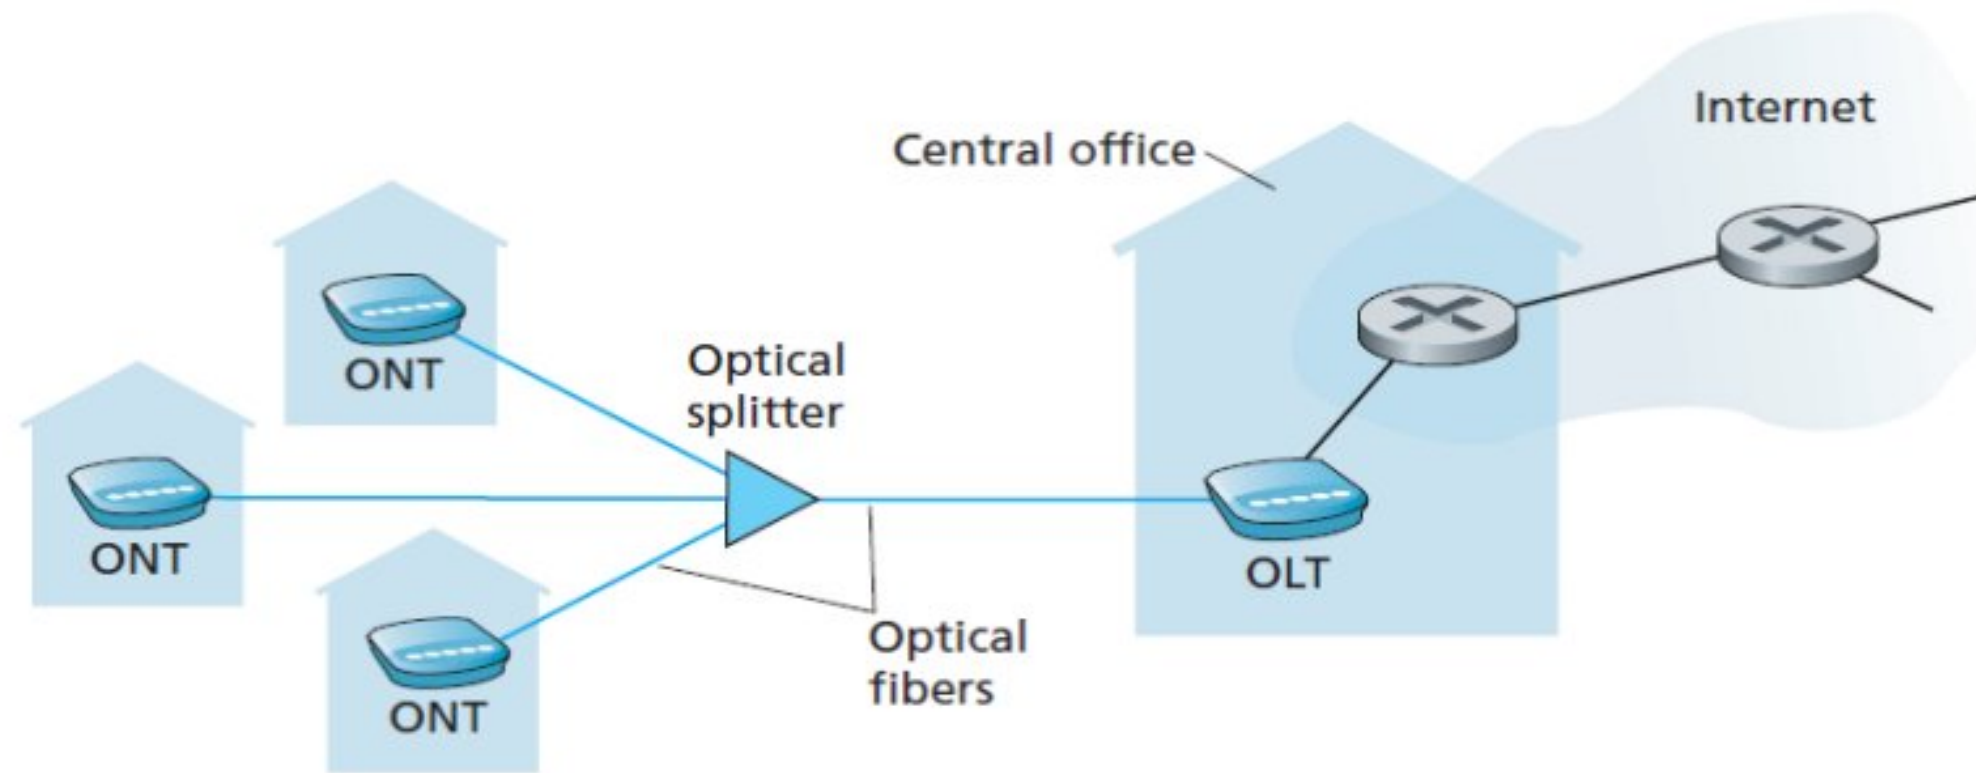 Internet
Central office
ONT
Optical
splitter
ONT
OLT
Optical
fibers
ONT